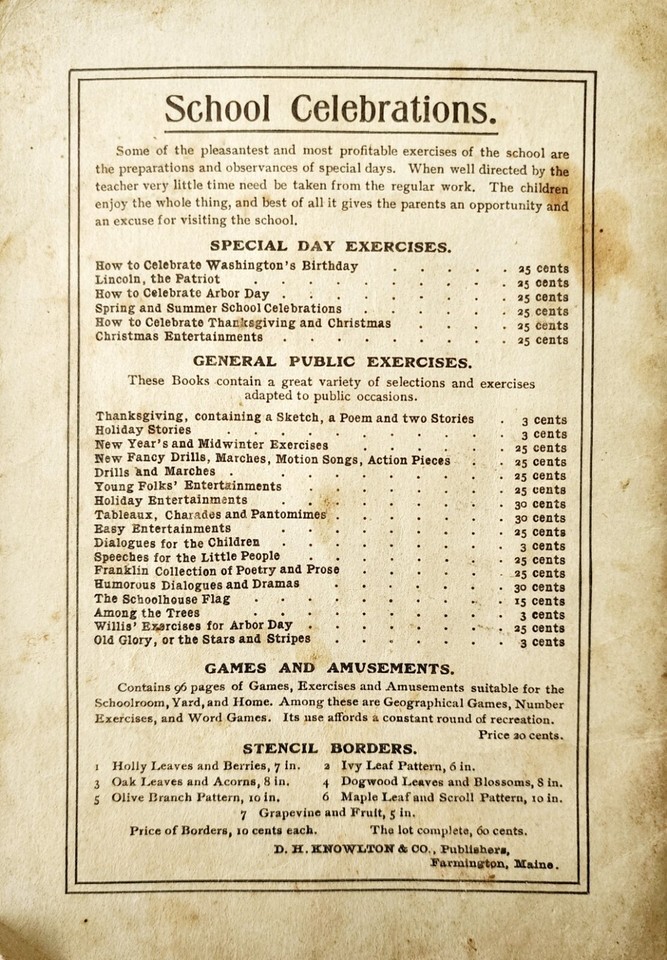 School Celebrations.
Some of the pleasantest and most profitable exercises of the school are
the preparations and observances of special days. When well directed by the
teacher very little time need be taken from the regular work. The children
enjoy the whole thing, and best of all it gives the parents an opportunity and
an excuse for visiting the school.
SPECIAL DAY EXERCISES.
How to Celebrate Washington's Birthday . . . . . 25 cents
Lincoln, the Patriot . . . . . . . . . 25 cents
How to Celebrate Arbor Day . . . . . . . . 25 cents
Spring and Summer School Celebrations . . . . . . 25 cents
How to Celebrate Thanksgiving and Christmas . . . . 25 cents
Christmas Entertainments . . . . . . . . 25 cents
GENERAL PUBLIC EXERCISES.
These Books contain a great variety of selections and exercises
adapted to public occasions.
Thanksgiving, containing a Sketch, a Poem and two Stories . 3 cents
Holiday Stories . . . . . . . . . . 3 cents
New Year's and Midwinter Exercises . . . . . . 25 cents
New Fancy Drills, Marches, Motion Songs, Action Pieces . . 25 cents
Drills and Marches . . . . . . . . . . 25 cents
Young Folks' Entertainments . . . . . . . 25 cents
Holiday Entertainments . . . . . . . . 30 cents
Tableaux, Charades and Pantomimes . . . . . . 30 cents
Easy Entertainments . . . . . . . . 25 cents
Dialogues for the Children . . . . . . . . 3 cents
Speeches for the Little People . . . . . . . 25 cents
Franklin Collection of Poetry and Prose . . . . . 25 cents
Humorous Dialogues and Dramas . . . . . . 30 cents
The Schoolhouse Flag . . . . . . . . . 15 cents
Among the Trees . . . . . . . . . 3 cents
Willis' Exercises for Arbor Day . . . . . . . 25 cents
Old Glory, or the Stars and Stripes . . . . . . 3 cents
GAMES AND AMUSEMENTS.
Contains 96 pages of Games, Exercises and Amusements suitable for the
Schoolroom, Yard, and Home. Among these are Geographical Games, Number
Exercises, and Word Games. Its use affords a constant round of recreation.
Price 20 cents.
STENCIL BORDERS.
1 Holly Leaves and Berries, 7 in. 2 Ivy Leaf Pattern, 6 in.
3 Oak Leaves and Acorns, 8 in. 4 Dogwood Leaves and Blossoms, 8 in.
5 Olive Branch Pattern, 10 in. 6 Maple Leaf and Scroll Pattern, 10 in.
7 Grapevine and Fruit, 5 in.
Price of Borders, 10 cents each. The lot complete, 60 cents.
D. H. KNOWLTON & CO., Publishers,
Farmington, Maine.